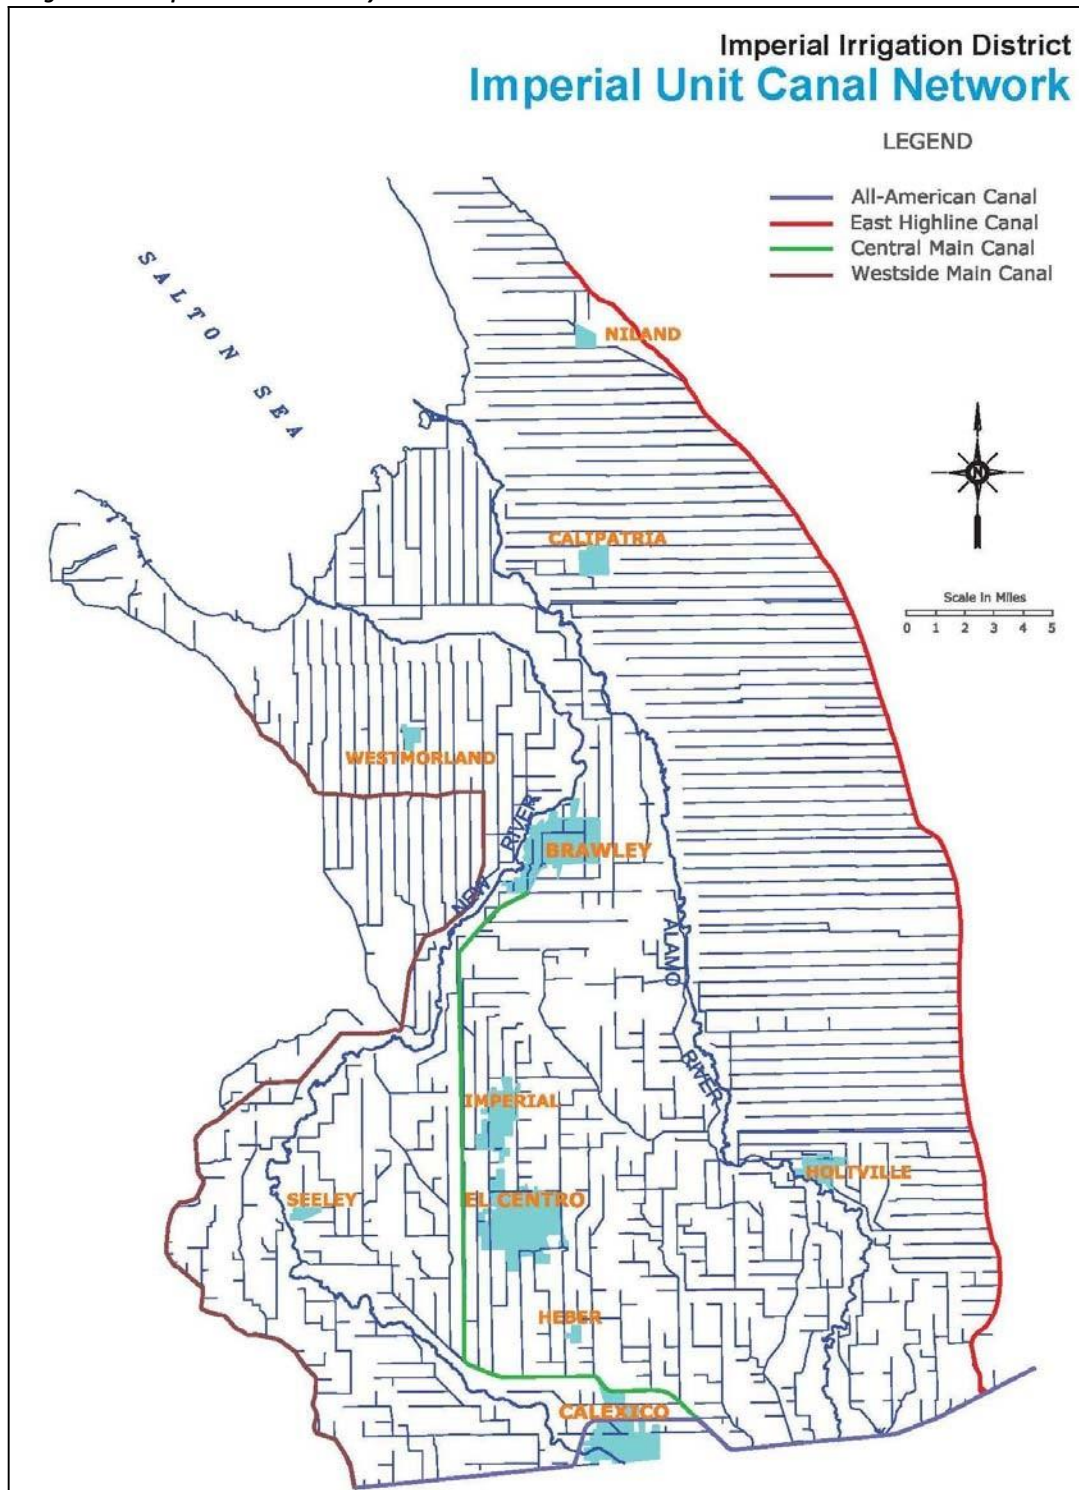 Imperial Irrigation District
Imperial Unit Canal Network
LEGEND
All-American Canal
East Highline Canal
Central Main Canal
Westside Main Canal
SALTON SEA
NILAND
N
CALIPATRIA
Scale In Miles
0 1 2 3 4 5
WESTMORLAND
NEW RIVER
BRAWLEY
ALAMO RIVER
IMPERIAL
HOLTVILLE
SEELEY
EL CENTRO
HEBER
CALEXICO